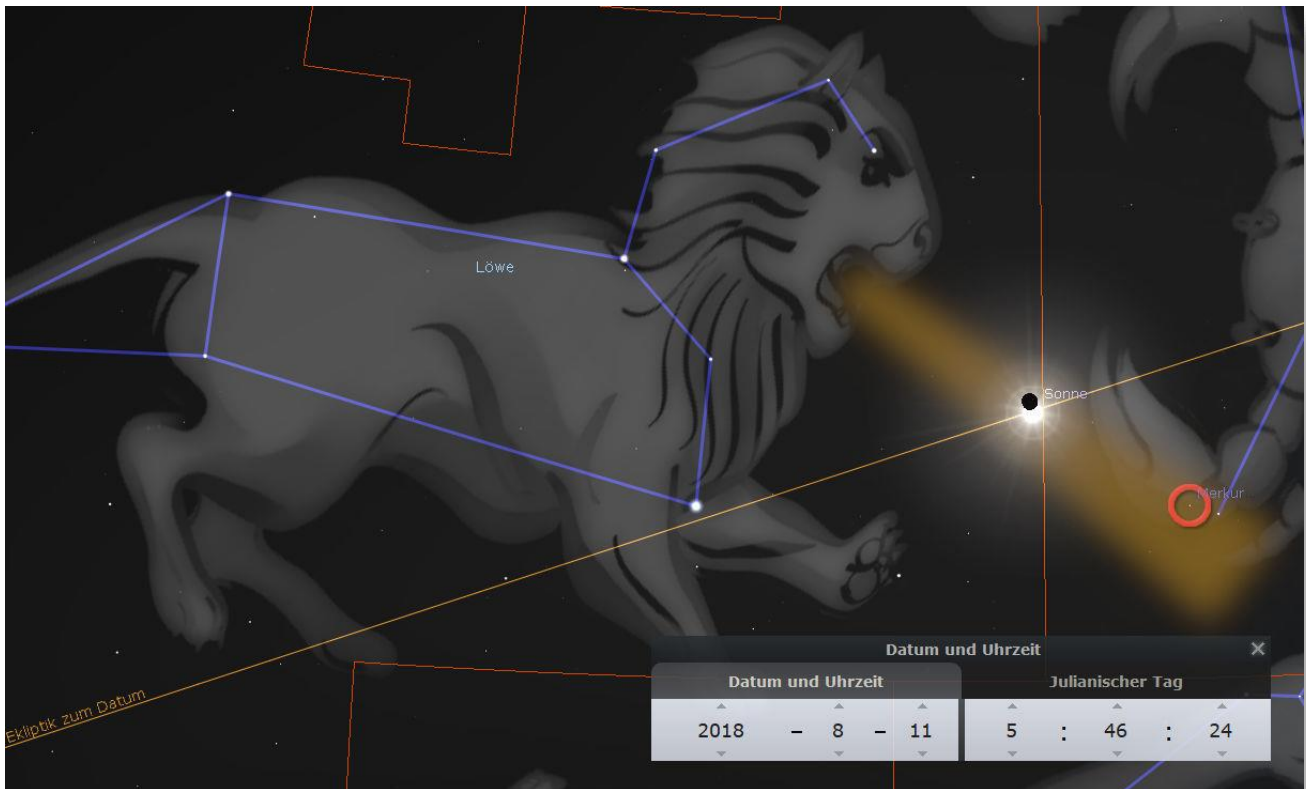 Löwe
Sonne
Merkur
Ekliptik zum Datum
Datum und Uhrzeit
Datum und Uhrzeit Julianischer Tag
2018 – 8 – 11 5 : 46 : 24